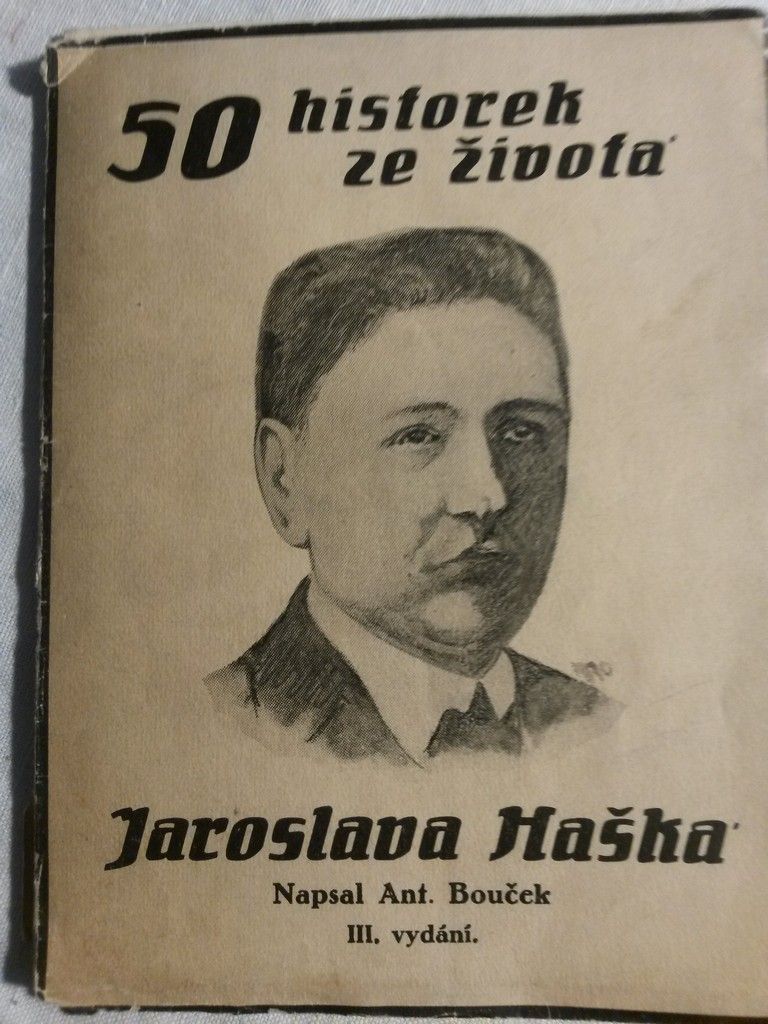 50 historek
ze života
Jaroslava Haška
Napsal Ant. Bouček
III. vydání.